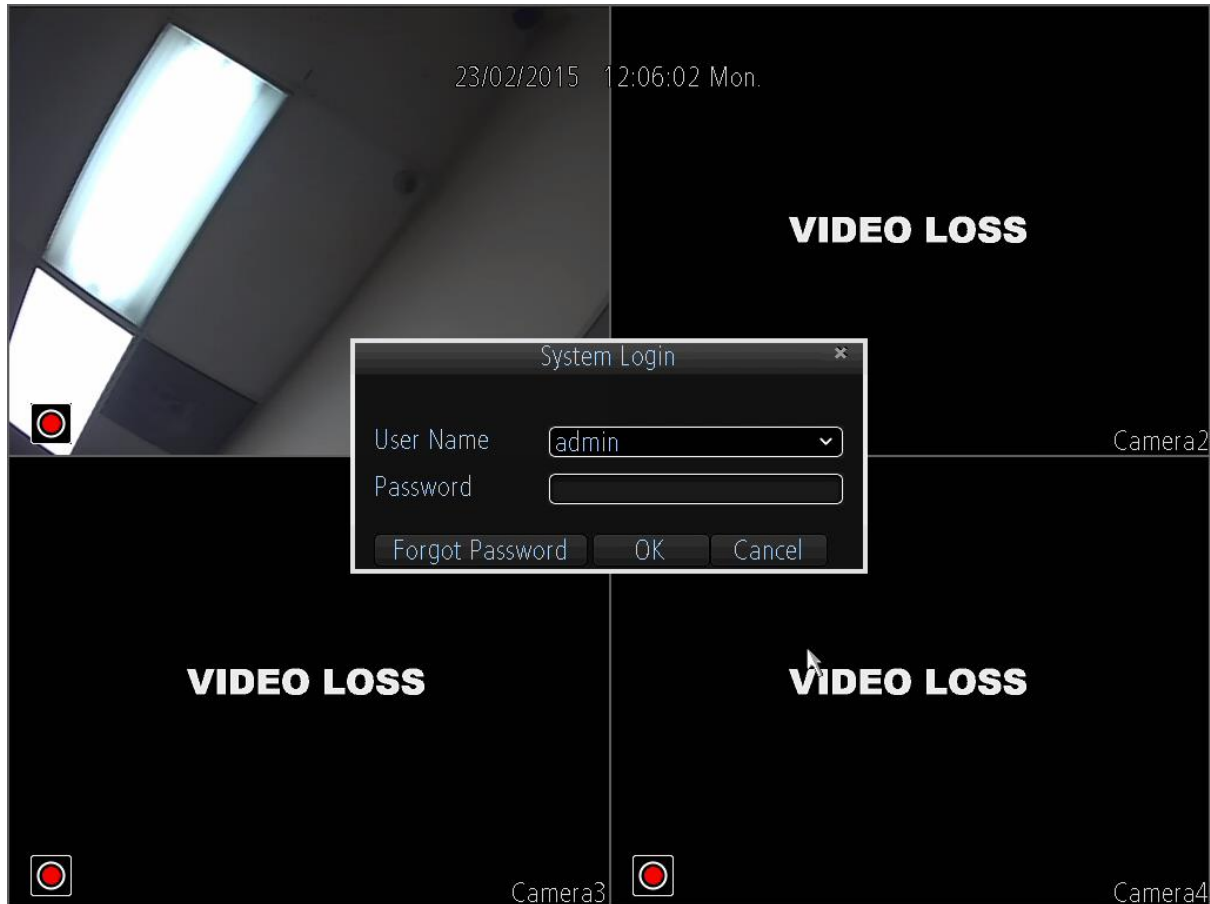 23/02/2015 12:06:02 Mon.
VIDEO LOSS
System Login
User Name admin
Camera2
Password
Forgot Password OK Cancel
VIDEO LOSS VIDEO LOSS
Camera3 Camera4